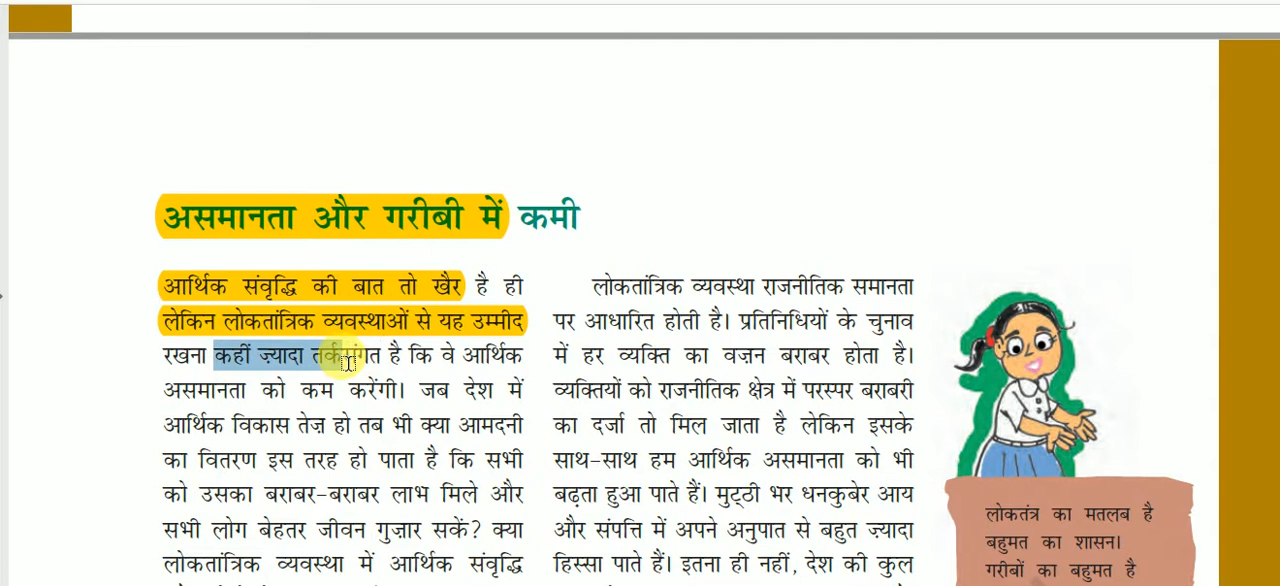 असमानता और गरीबी में कमी
आर्थिक संवृद्धि की बात तो खैर है ही
लेकिन लोकतांत्रिक व्यवस्थाओं से यह उम्मीद
रखना कहीं ज़्यादा तर्कसंगत है कि वे आर्थिक
असमानता को कम करेंगी। जब देश में
आर्थिक विकास तेज़ हो तब भी क्या आमदनी
का वितरण इस तरह हो पाता है कि सभी
को उसका बराबर-बराबर लाभ मिले और
सभी लोग बेहतर जीवन गुज़ार सकें? क्या
लोकतांत्रिक व्यवस्था में आर्थिक संवृद्धि
लोकतांत्रिक व्यवस्था राजनीतिक समानता
पर आधारित होती है। प्रतिनिधियों के चुनाव
में हर व्यक्ति का वज़न बराबर होता है।
व्यक्तियों को राजनीतिक क्षेत्र में परस्पर बराबरी
का दर्जा तो मिल जाता है लेकिन इसके
साथ-साथ हम आर्थिक असमानता को भी
बढ़ता हुआ पाते हैं। मुट्ठी भर धनकुबेर आय
और संपत्ति में अपने अनुपात से बहुत ज़्यादा
हिस्सा पाते हैं। इतना ही नहीं, देश की कुल
लोकतंत्र का मतलब है
बहुमत का शासन।
गरीबों का बहुमत है